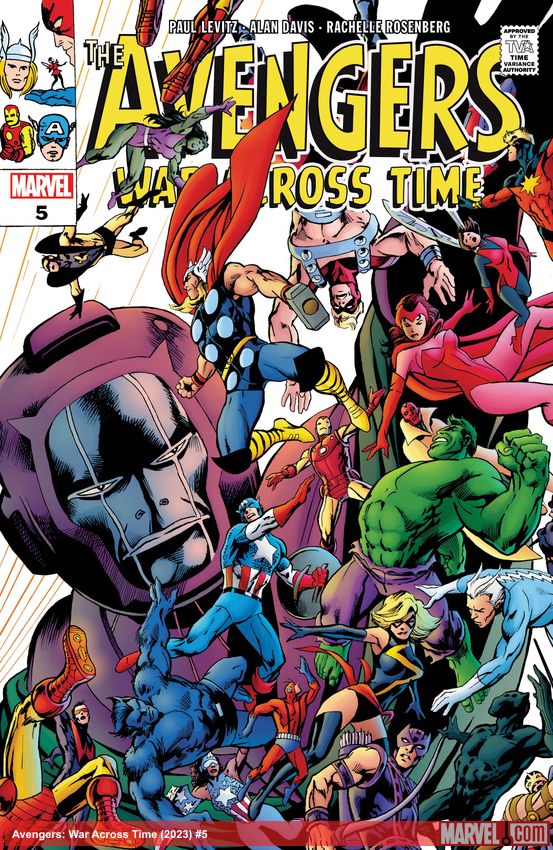 PAUL LEVITZ · ALAN DAVIS · RACHELLE ROSENBERG
APPROVED
BY THE
TVA
TIME
VARIANCE
AUTHORITY
THE
AVENGERS
WAR ACROSS TIME
MARVEL
5
Avengers: War Across Time (2023) #5
MARVEL.com